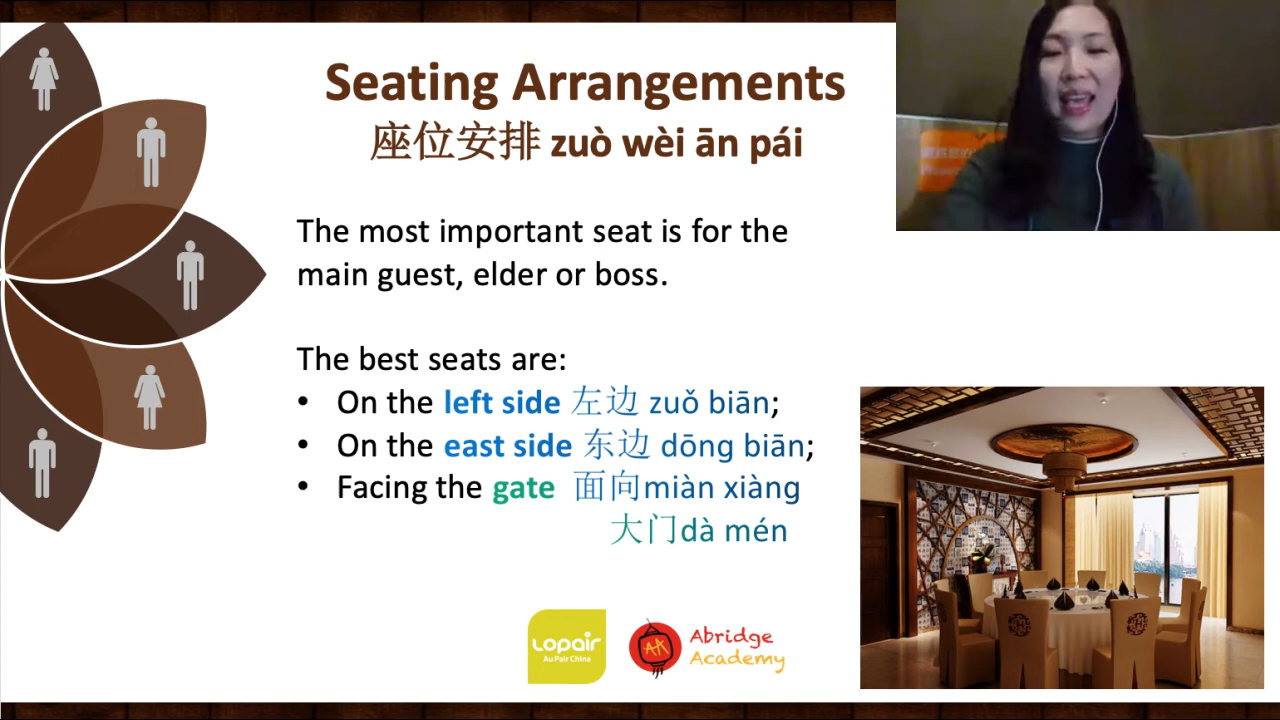 Seating Arrangements
座位安排 zuò wèi ān pái
The most important seat is for the
main guest, elder or boss.
The best seats are:
• On the left side 左边 zuǒ biān;
• On the east side 东边 dōng biān;
• Facing the gate 面向miàn xiàng
大门dà mén
Lopair
Au Pair China
AA
Abridge
Academy